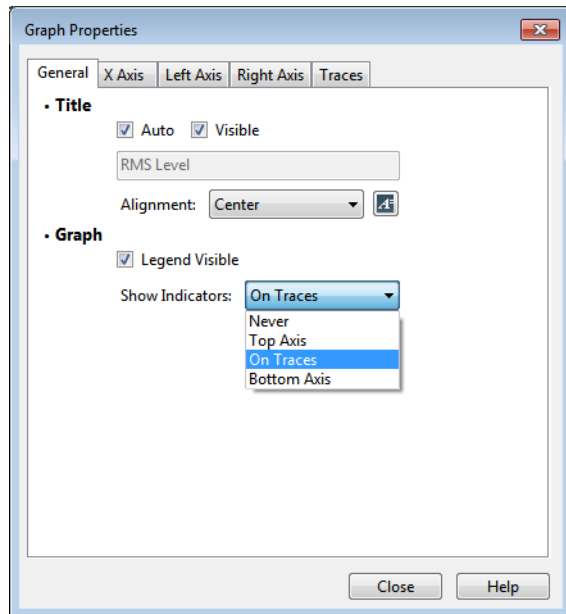 Graph Properties
General X Axis Left Axis Right Axis Traces
• Title
Auto Visible
RMS Level
Alignment: Center A
• Graph
Legend Visible
Show Indicators: On Traces
Never
Top Axis
On Traces
Bottom Axis
Close Help